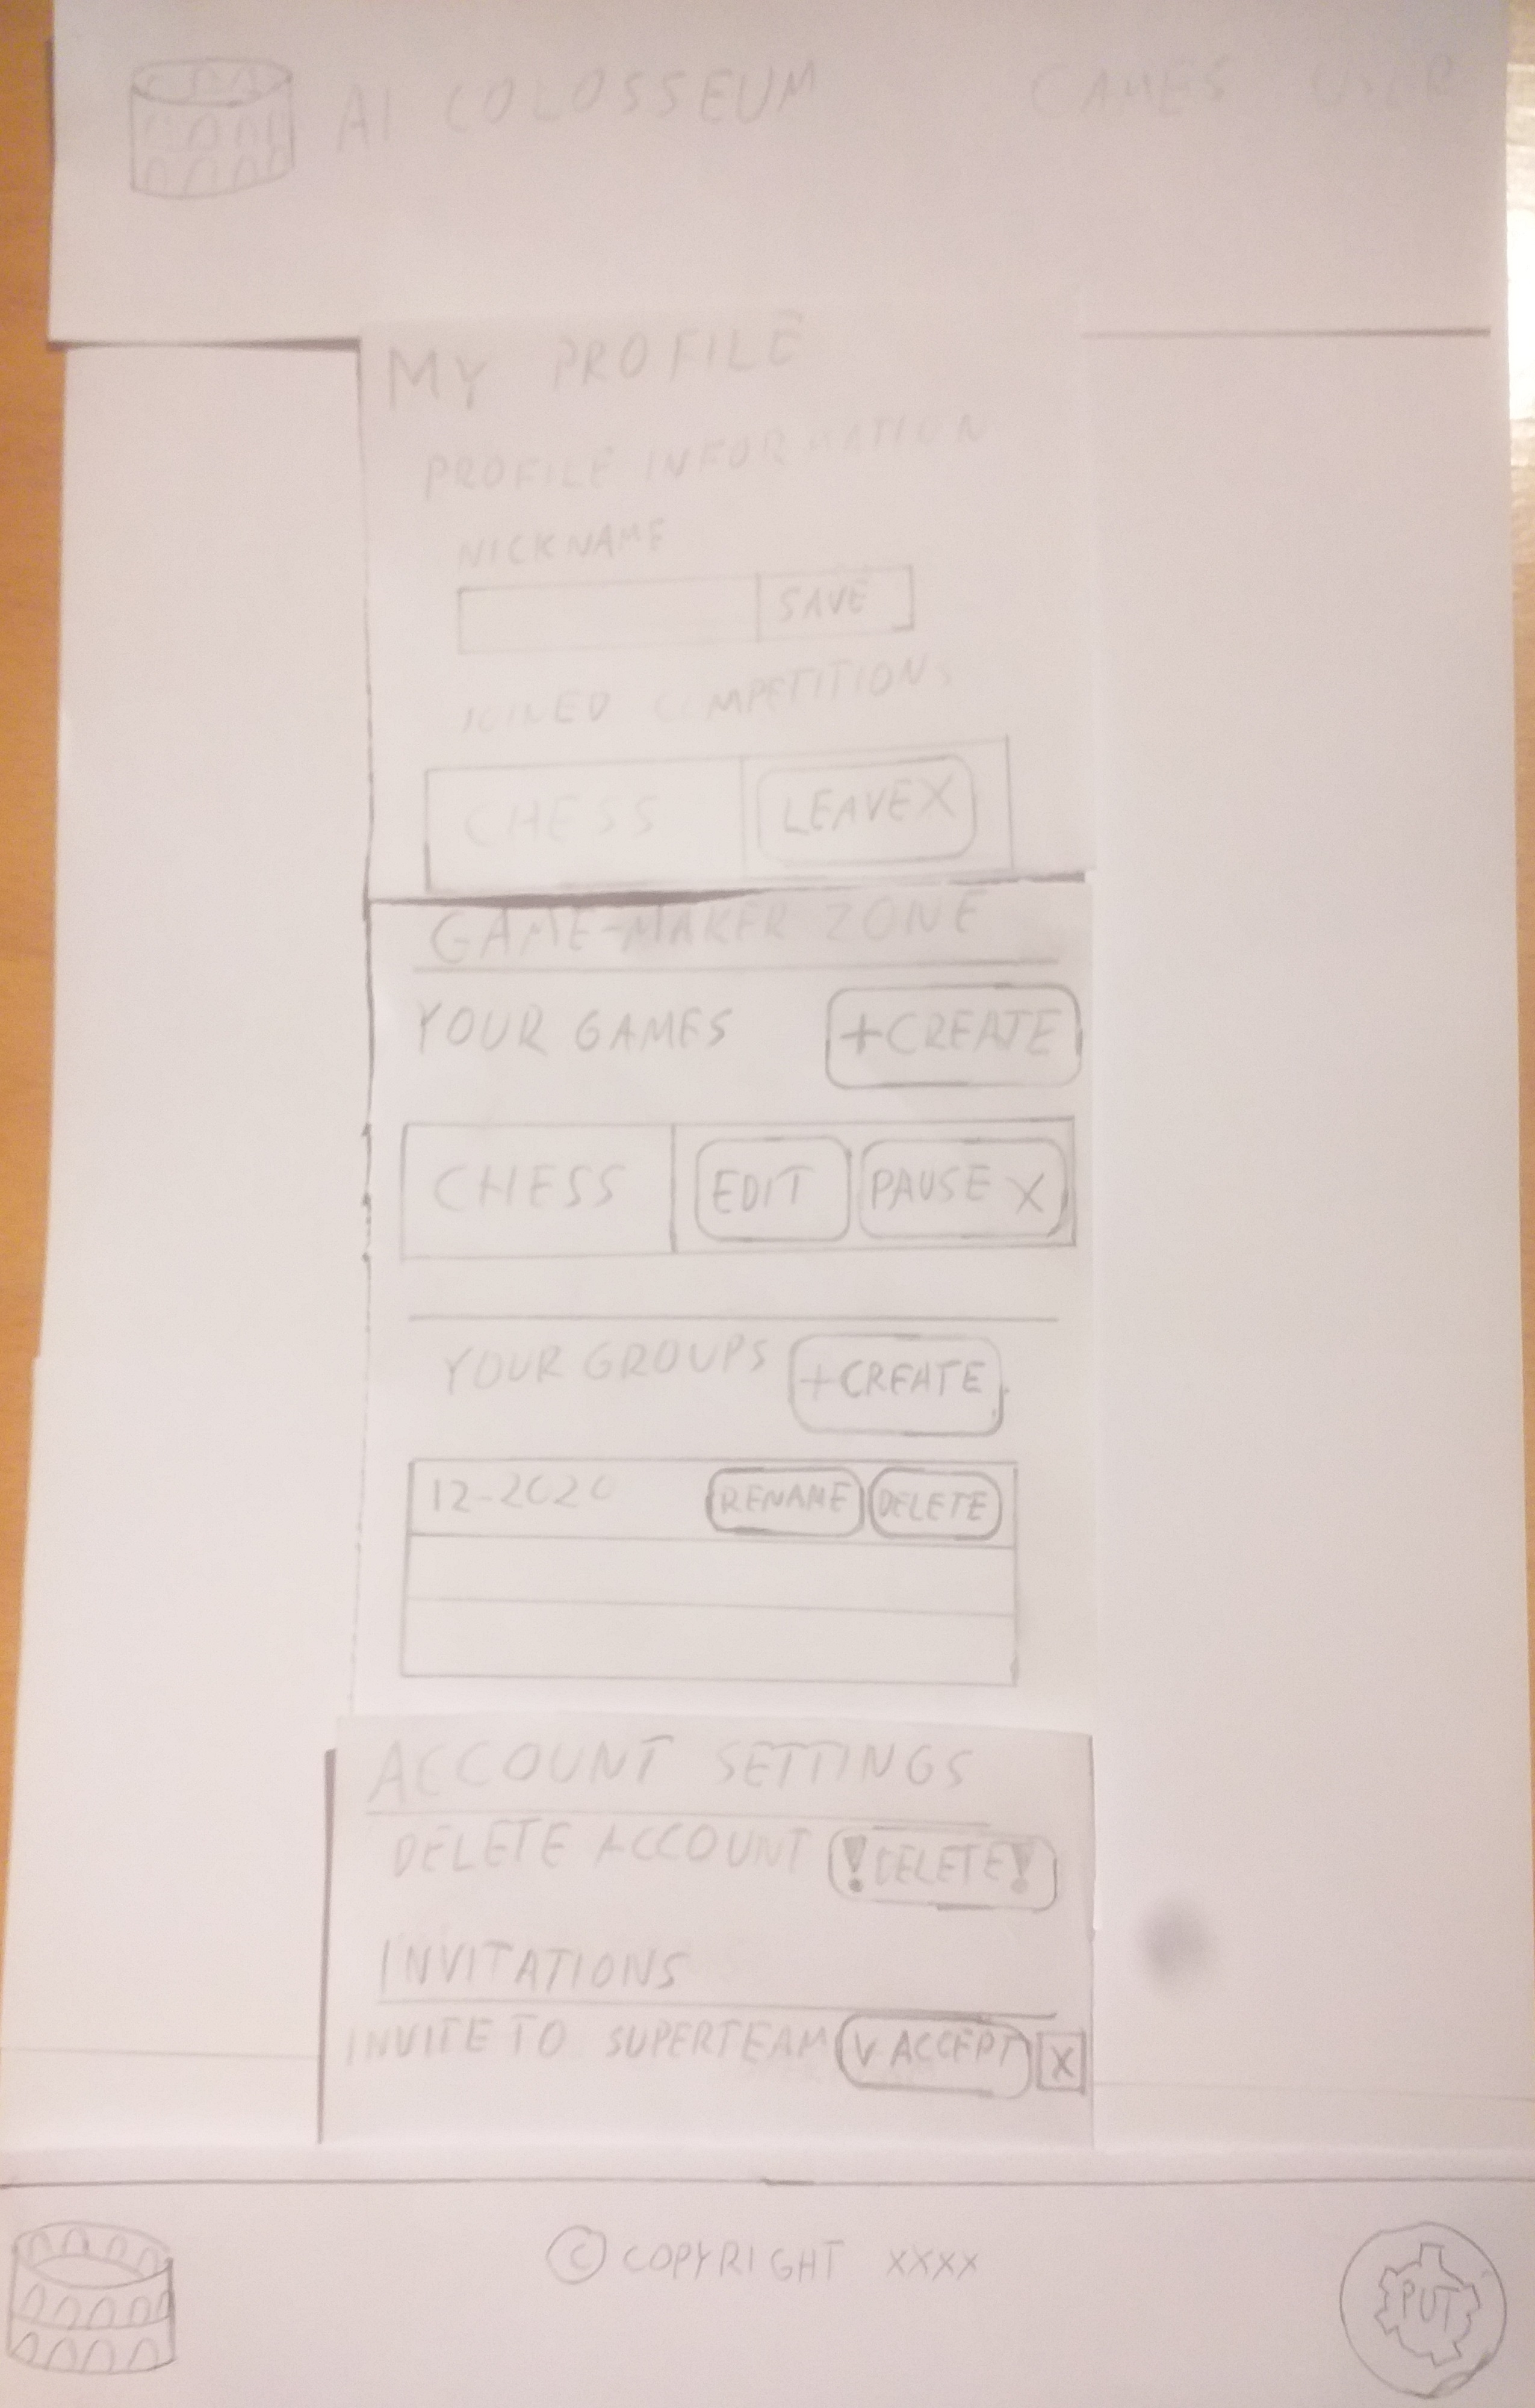 AI COLOSSEUM GAMES USER
MY PROFILE
PROFILE INFORMATION
NICKNAME
SAVE
JOINED COMPETITIONS
CHESS LEAVE X
GAME-MAKER ZONE
YOUR GAMES +CREATE
CHESS EDIT PAUSE X
YOUR GROUPS +CREATE
12-2020 RENAME DELETE
ACCOUNT SETTINGS
DELETE ACCOUNT !DELETE!
INVITATIONS
INVITE TO SUPERTEAM V ACCEPT X
© COPYRIGHT XXXX
PUT